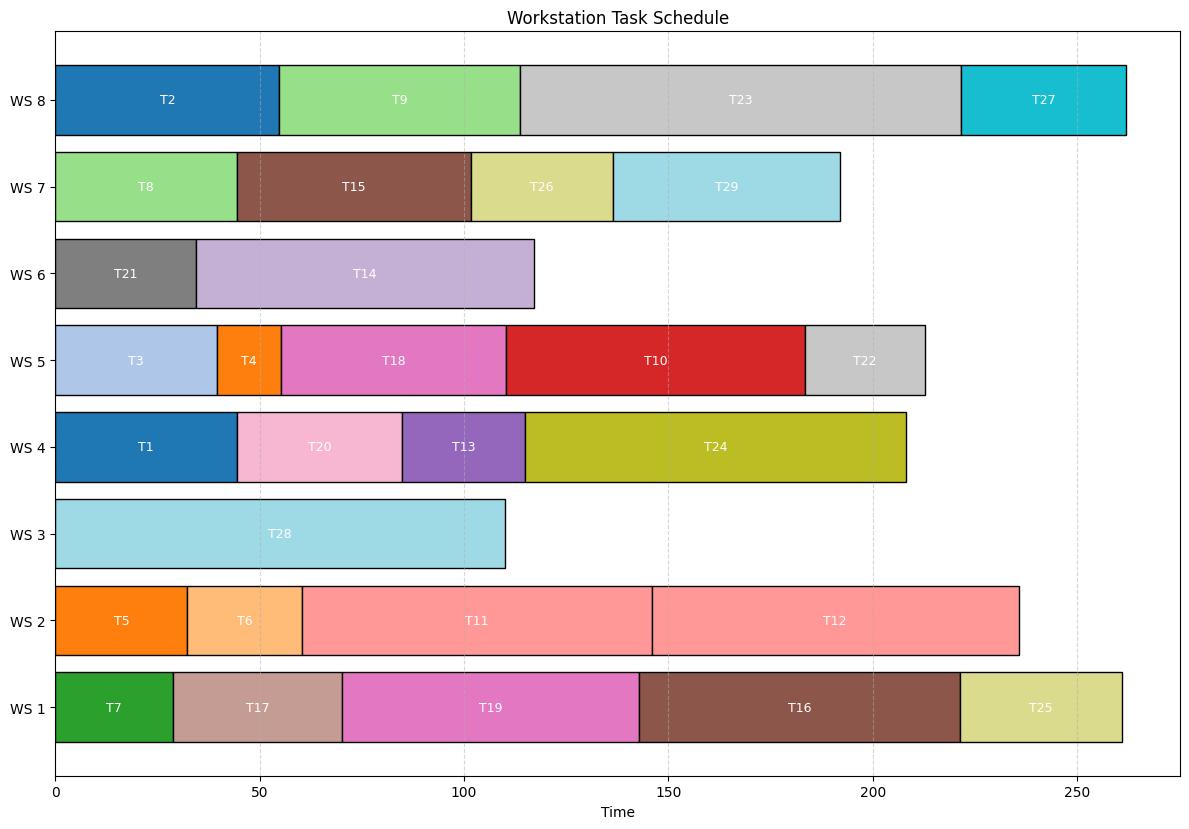 Workstation Task Schedule
WS 8 T2 T9 T23 T27
WS 7 T8 T15 T26 T29
WS 6 T21 T14
WS 5 T3 T4 T18 T10 T22
WS 4 T1 T20 T13 T24
WS 3 T28
WS 2 T5 T6 T11 T12
WS 1 T7 T17 T19 T16 T25
0 50 100 150 200 250
Time